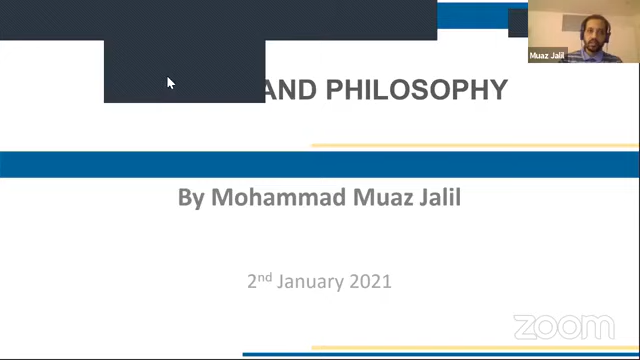 Muaz Jalil
AND PHILOSOPHY
By Mohammad Muaz Jalil
2nd January 2021
zoom